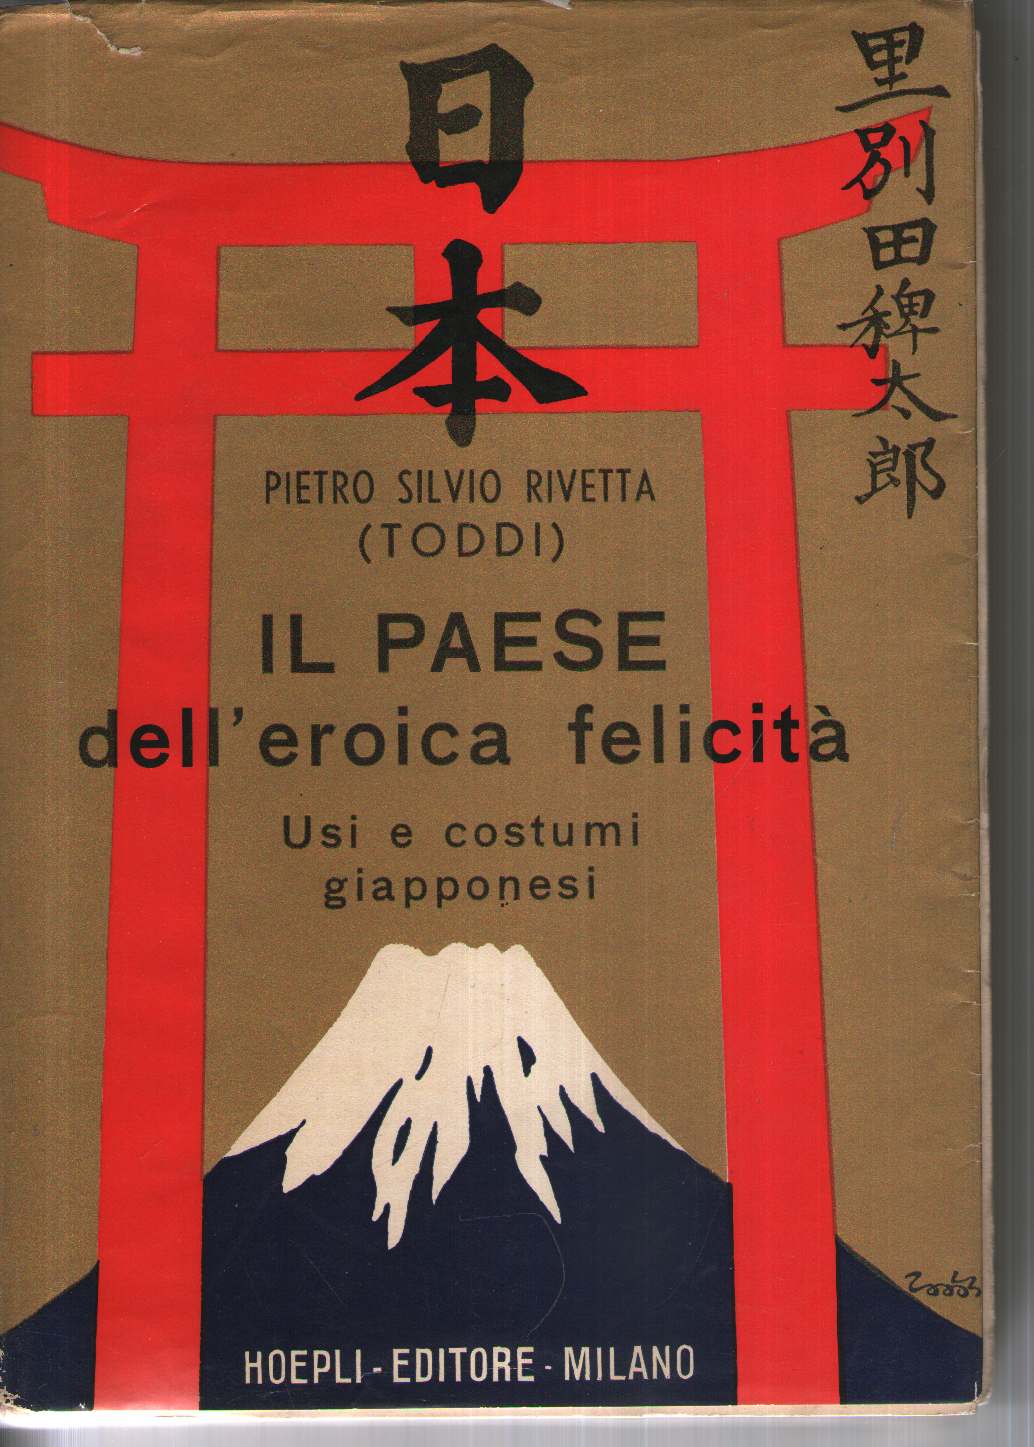 日本
里別田稗太郎
PIETRO SILVIO RIVETTA
(TODDI)
IL PAESE
dell'eroica felicità
Usi e costumi
giapponesi
HOEPLI-EDITORE-MILANO